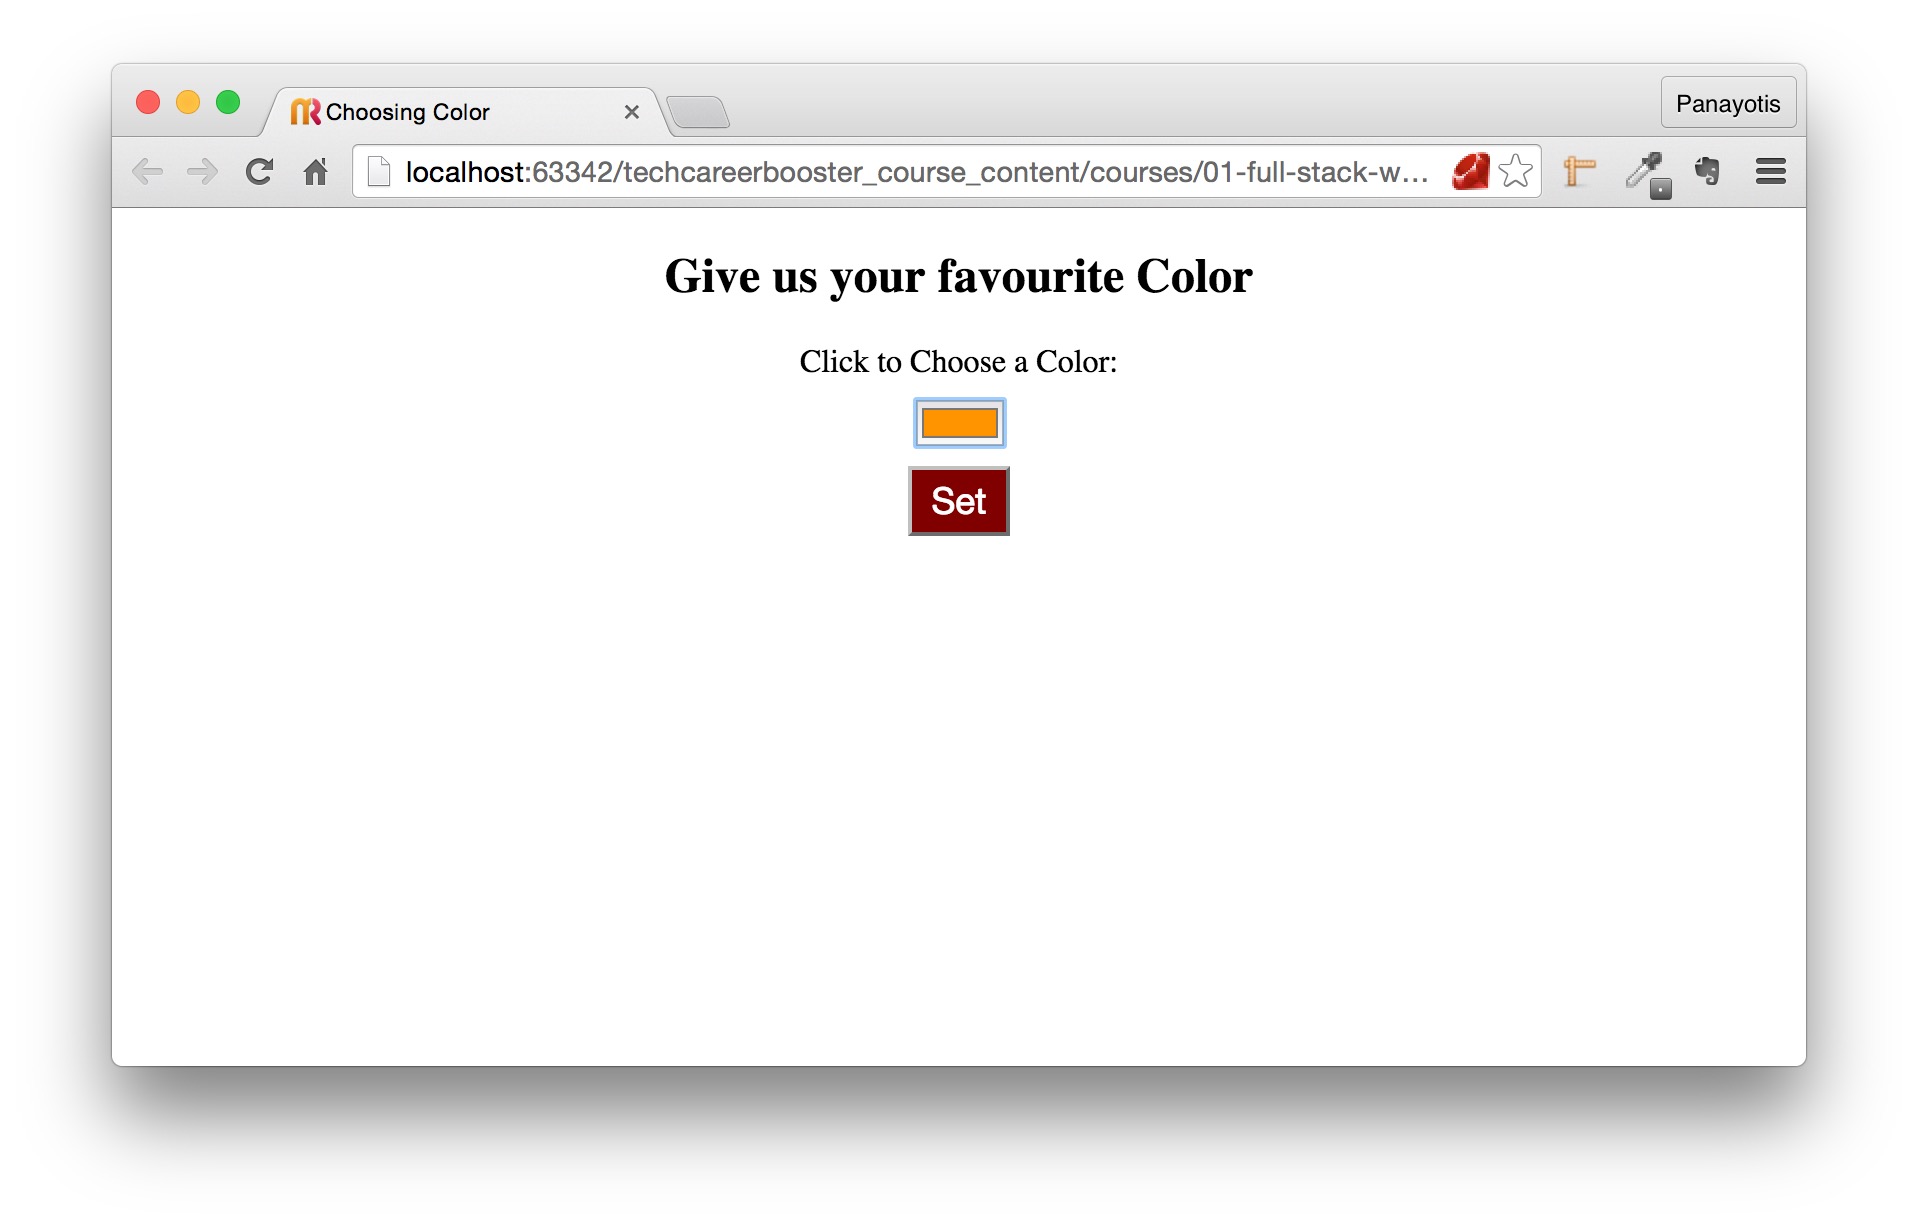 Choosing Color
Panayotis
localhost:63342/techcareerbooster_course_content/courses/01-full-stack-w...
Give us your favourite Color
Click to Choose a Color:
Set